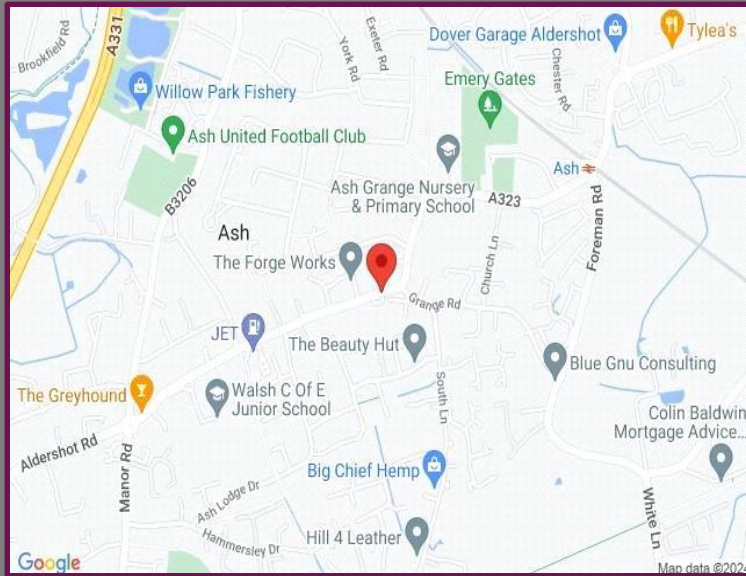 Brookfield Rd
A331
Exeter Rd
York Rd
Dover Garage Aldershot
Tylea's
Chester Rd
Emery Gates
Willow Park Fishery
Ash United Football Club
B3206
Ash Grange Nursery
& Primary School
Ash
A323
Foreman Rd
Ash
The Forge Works
Church Ln
Grange Rd
JET
The Beauty Hut
Blue Gnu Consulting
The Greyhound
Walsh C Of E
Junior School
South Ln
Colin Baldwin
Mortgage Advice...
Aldershot Rd
Manor Rd
Big Chief Hemp
Ash Lodge Dr
White Ln
Hammersley Dr
Hill 4 Leather
Google
Map data ©2024